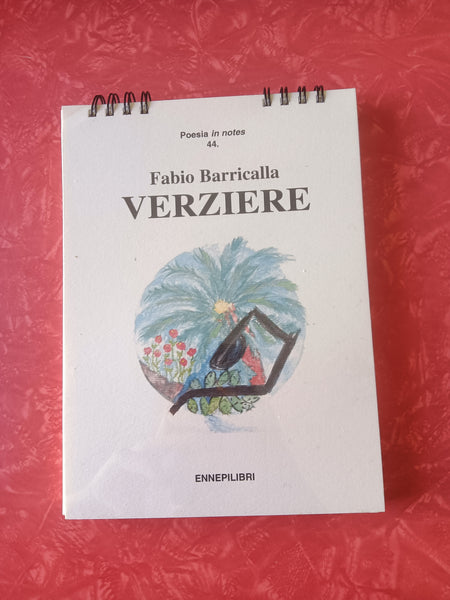 Poesia in notes
44.
Fabio Barricalla
VERZIERE
ENNEPILIBRI